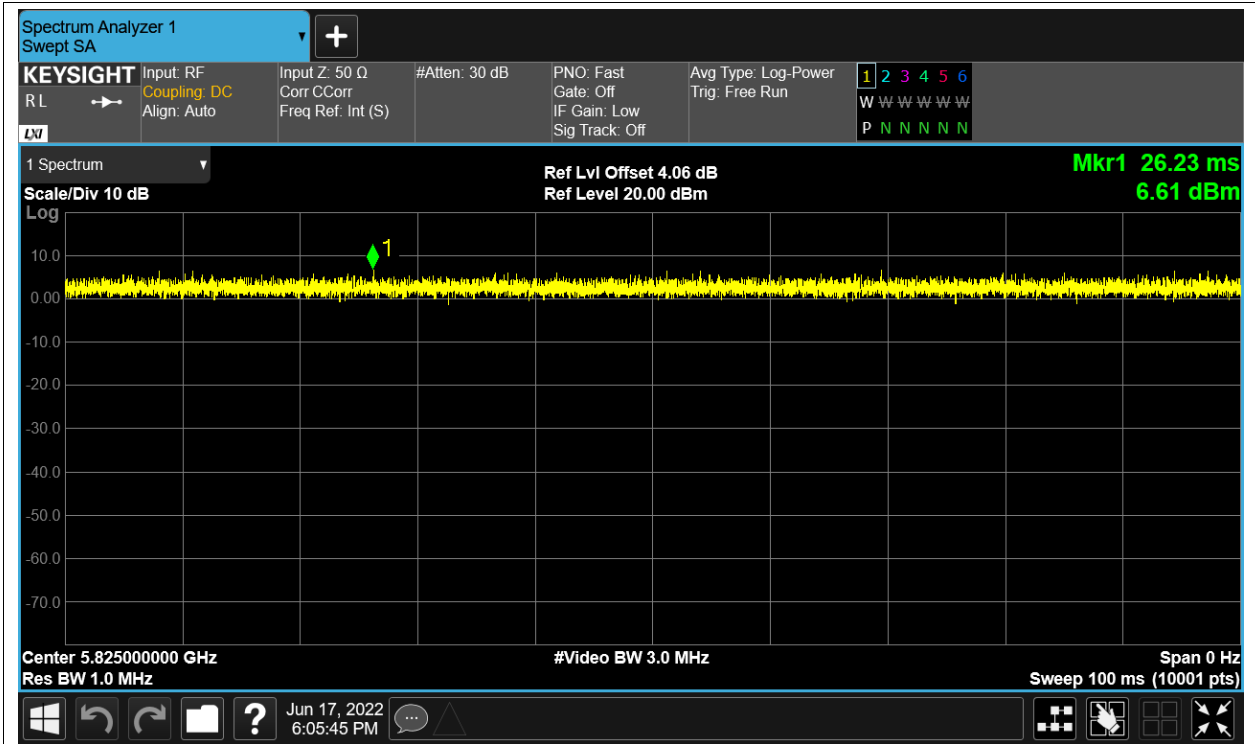 Spectrum Analyzer 1
Swept SA
KEYSIGHT Input: RF Input Z: 50 Ω #Atten: 30 dB PNO: Fast Avg Type: Log-Power 1 2 3 4 5 6
R L Coupling: DC Corr CCorr Gate: Off Trig: Free Run W W W W W W
Align: Auto Freq Ref: Int (S) IF Gain: Low
LXI Sig Track: Off P N N N N N
1 Spectrum Ref Lvl Offset 4.06 dB Mkr1 26.23 ms
Scale/Div 10 dB Ref Level 20.00 dBm 6.61 dBm
Log
1
10.0
0.00
-10.0
-20.0
-30.0
-40.0
-50.0
-60.0
-70.0
Center 5.825000000 GHz #Video BW 3.0 MHz Span 0 Hz
Res BW 1.0 MHz Sweep 100 ms (10001 pts)
? Jun 17, 2022
6:05:45 PM